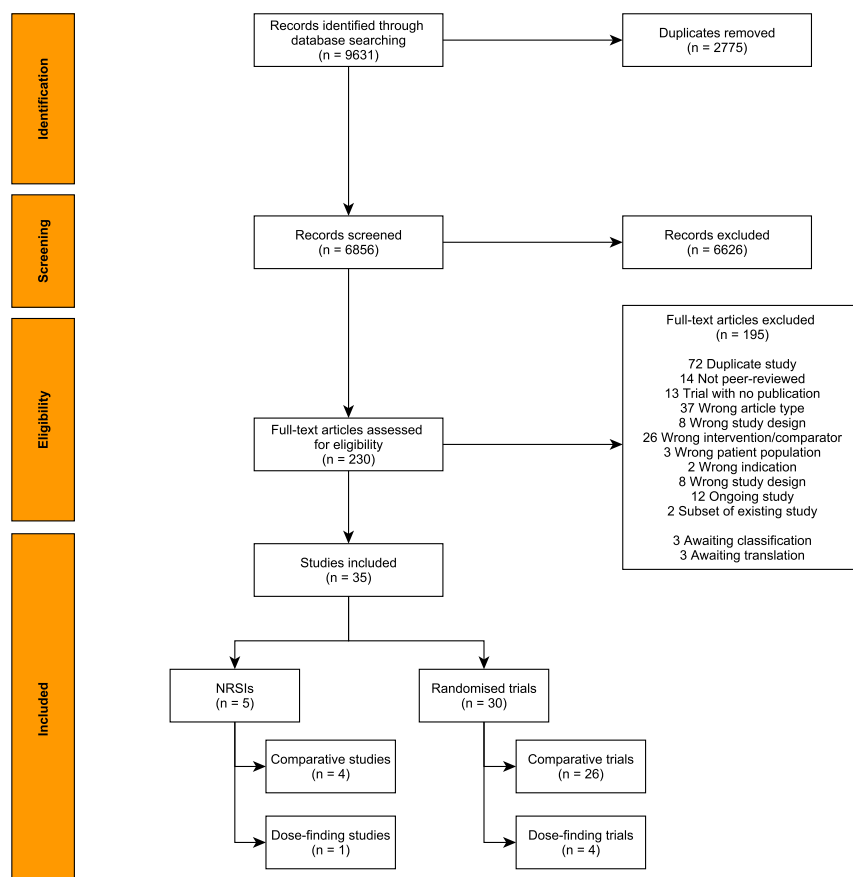 Identification
Records identified through
database searching
(n = 9631)
Duplicates removed
(n = 2775)
Screening
Records screened
(n = 6856)
Records excluded
(n = 6626)
Eligibility
Full-text articles assessed
for eligibility
(n = 230)
Full-text articles excluded
(n = 195)
72 Duplicate study
14 Not peer-reviewed
13 Trial with no publication
37 Wrong article type
8 Wrong study design
26 Wrong intervention/comparator
3 Wrong patient population
2 Wrong indication
8 Wrong study design
12 Ongoing study
2 Subset of existing study
3 Awaiting classification
3 Awaiting translation
Included
Studies included
(n = 35)
NRSIs
(n = 5)
Randomised trials
(n = 30)
Comparative studies
(n = 4)
Comparative trials
(n = 26)
Dose-finding studies
(n = 1)
Dose-finding trials
(n = 4)